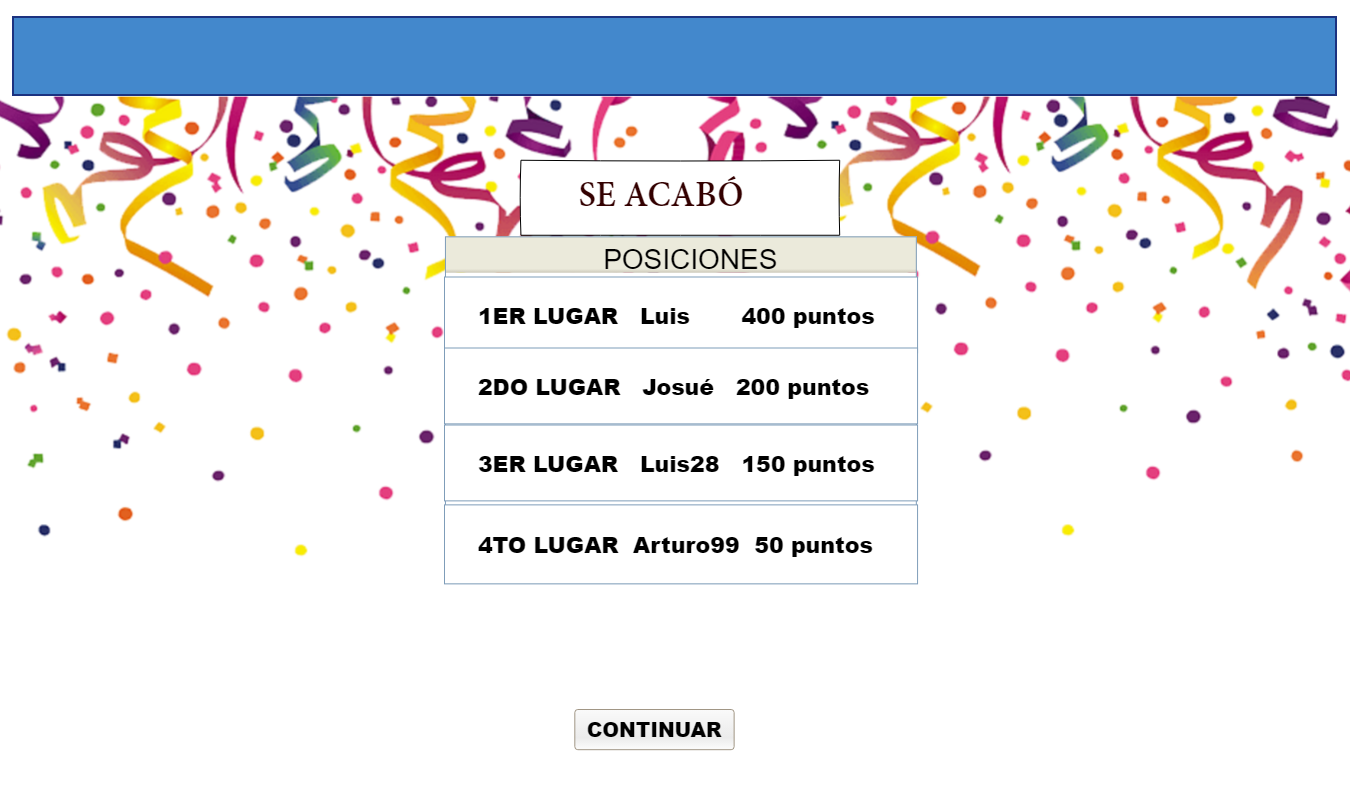 SE ACABÓ
POSICIONES
1ER LUGAR Luis 400 puntos
2DO LUGAR Josué 200 puntos
3ER LUGAR Luis28 150 puntos
4TO LUGAR Arturo99 50 puntos
CONTINUAR